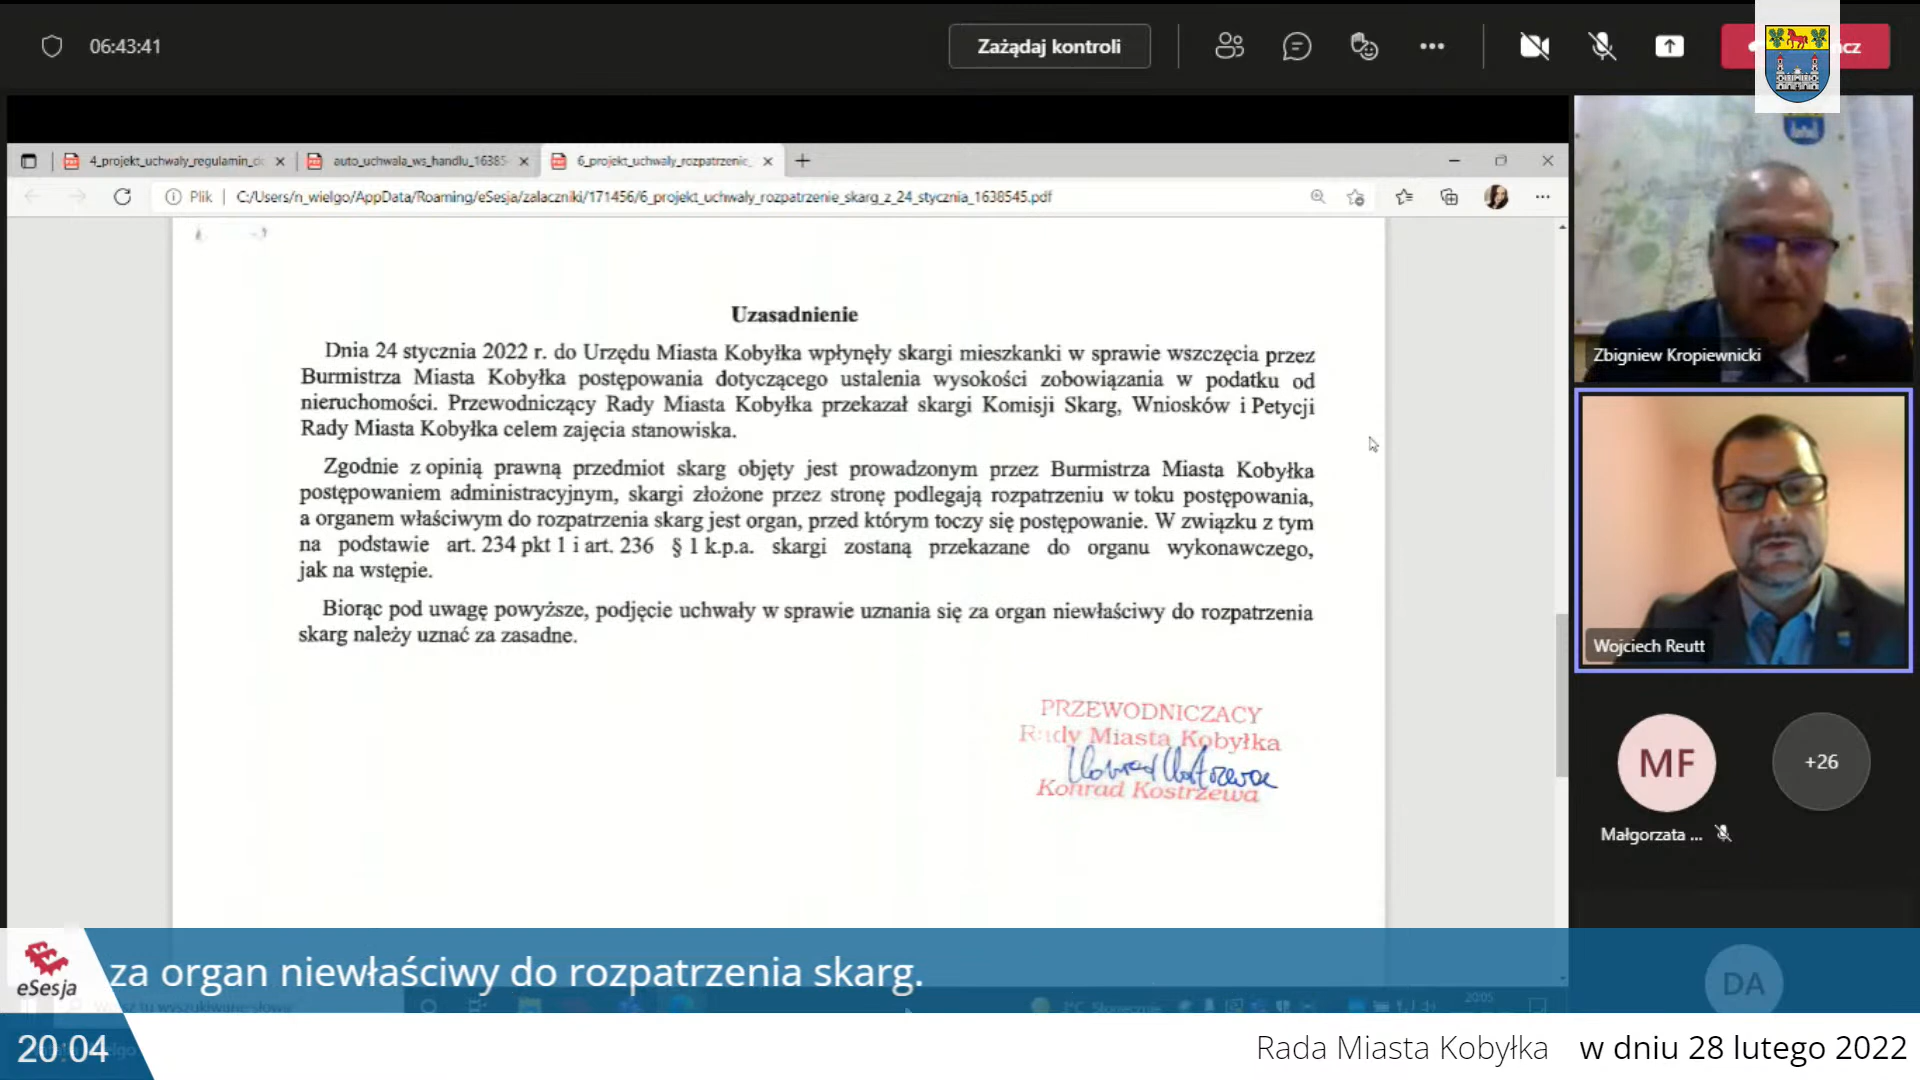 06:43:41
Zażądaj kontroli
4_projekt_uchwaly_regulamin_d
auto_uchwala_ws_handlu_16385
6_projekt_uchwaly_rozpatrzenie_
Plik
C:/Users/n_wielgo/AppData/Roaming/eSesja/zalaczniki/171456/6_projekt_uchwaly_rozpatrzenie_skarg_z_24_stycznia_1638545.pdf
Uzasadnienie
Dnia 24 stycznia 2022 r. do Urzędu Miasta Kobyłka wpłynęły skargi mieszkanki w sprawie wszczęcia przez
Burmistrza Miasta Kobyłka postępowania dotyczącego ustalenia wysokości zobowiązania w podatku od
nieruchomości. Przewodniczący Rady Miasta Kobyłka przekazał skargi Komisji Skarg, Wniosków i Petycji
Rady Miasta Kobyłka celem zajęcia stanowiska.
Zgodnie z opinią prawną przedmiot skarg objęty jest prowadzonym przez Burmistrza Miasta Kobyłka
postępowaniem administracyjnym, skargi złożone przez stronę podlegają rozpatrzeniu w toku postępowania,
a organem właściwym do rozpatrzenia skarg jest organ, przed którym toczy się postępowanie. W związku z tym
na podstawie art. 234 pkt 1 i art. 236 § 1 k.p.a. skargi zostaną przekazane do organu wykonawczego,
jak na wstępie.
Biorąc pod uwagę powyższe, podjęcie uchwały w sprawie uznania się za organ niewłaściwy do rozpatrzenia
skarg należy uznać za zasadne.
PRZEWODNICZĄCY
Rady Miasta Kobyłka
Konrad Kostrzewa
Konrad Kostrzewa
Zbigniew Kropiewnicki
Wojciech Reutt
MF
+26
Małgorzata ...
DA
eSesja
za organ niewłaściwy do rozpatrzenia skarg.
20:05
20:04
Rada Miasta Kobyłka w dniu 28 lutego 2022